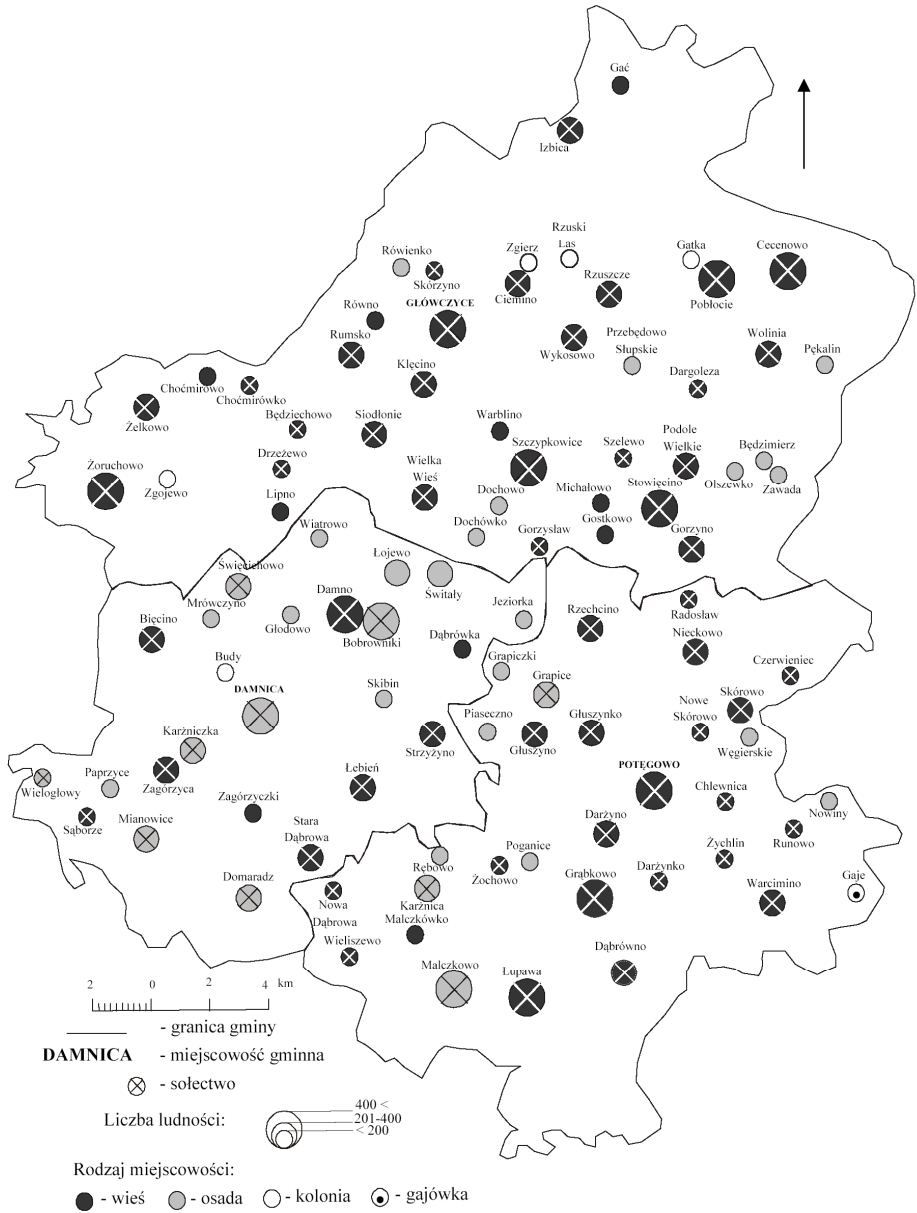 Gać
Izbica
Rzuski
Las
Zgierz
Rówienko
Gatka
Cecenowo
Skórzyno
Ciemino
Rzuszcze
Pobłocie
GŁÓWCZYCE
Równo
Rumsko
Wykosowo
Przebędowo
Słupskie
Wolinia
Pękalin
Klęcino
Dargoleza
Choćmirowo
Choćmirówko
Żelkowo
Będziechowo
Siodłonie
Warblino
Szczypkowice
Szelewo
Podole
Wielkie
Będzimierz
Drzeżewo
Żoruchowo
Zgojewo
Wielka
Wieś
Olszewko
Zawada
Lipno
Dochowo
Michałowo
Stowięcino
Dochówko
Gostkowo
Gorzysław
Gorzyno
Wiatrowo
Łojewo
Święcichowo
Świtały
Damno
Mrówczyno
Bięcino
Głodowo
Bobrowniki
Jeziorka
Rzechcino
Radosław
Nieckowo
Dąbrówka
Budy
Grapiczki
Czerwieniec
DAMNICA
Skibin
Grapice
Nowe
Skórowo
Skórowo
Piaseczno
Głuszyno
Głuszynko
Węgierskie
Karżniczka
Strzyżyno
Wielogłowy
Paprzyce
Zagórzyca
Łebień
POTĘGOWO
Chlewnica
Nowiny
Zagórzyczki
Sąborze
Mianowice
Stara
Dąbrowa
Darżyno
Runowo
Żychlin
Poganice
Rębowo
Żochowo
Domaradz
Nowa
Dąbrowa
Karżnica
Grąbkowo
Darżynko
Warcimino
Gaje
Malczkówko
Wieliszewo
Malczkowo
Łupawa
Dąbrówno
2 0 2 4 km
- granica gminy
DAMNICA - miejscowość gminna
- sołectwo
Liczba ludności:
400 <
201-400
< 200
Rodzaj miejscowości:
- wieś - osada - kolonia - gajówka